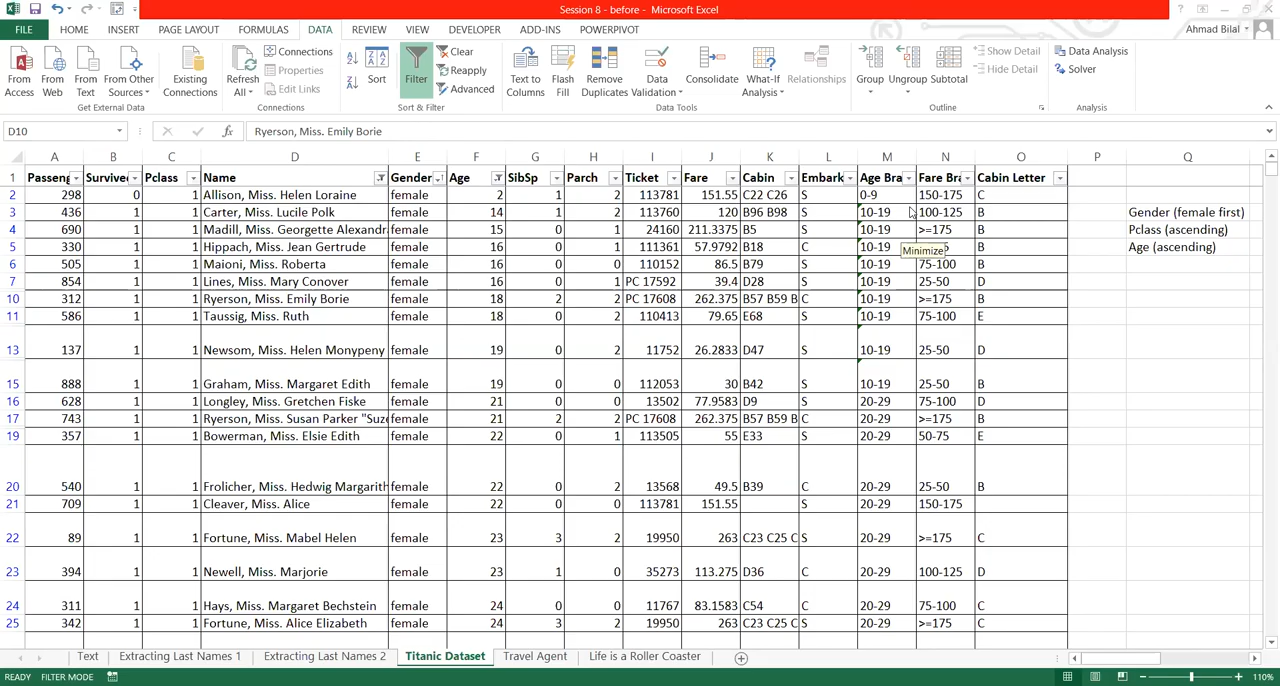 Session 8 - before - Microsoft Excel
FILE HOME INSERT PAGE LAYOUT FORMULAS DATA REVIEW VIEW DEVELOPER ADD-INS POWERPIVOT Ahmad Bilal
From Access From Web From Text From Other Sources Existing Connections Refresh All Connections Properties Edit Links Sort Filter Clear Reapply Advanced Text to Columns Flash Fill Remove Duplicates Data Validation Consolidate What-If Analysis Relationships Group Ungroup Subtotal Show Detail Hide Detail Data Analysis Solver
Get External Data Connections Sort & Filter Data Tools Outline Analysis
D10 fx Ryerson, Miss. Emily Borie
A B C D E F G H I J K L M N O P Q
1 Passeng Survived Pclass Name Gender Age SibSp Parch Ticket Fare Cabin Embark Age Bra Fare Bra Cabin Letter
2 298 0 1 Allison, Miss. Helen Loraine female 2 1 2 113781 151.55 C22 C26 S 0-9 150-175 C
3 436 1 1 Carter, Miss. Lucile Polk female 14 1 2 113760 120 B96 B98 S 10-19 100-125 B Gender (female first)
4 690 1 1 Madill, Miss. Georgette Alexandra female 15 0 1 24160 211.3375 B5 S 10-19 >=175 B Pclass (ascending)
5 330 1 1 Hippach, Miss. Jean Gertrude female 16 0 1 111361 57.9792 B18 C 10-19 5 B Age (ascending)
Minimize
6 505 1 1 Maioni, Miss. Roberta female 16 0 0 110152 86.5 B79 S 10-19 75-100 B
7 854 1 1 Lines, Miss. Mary Conover female 16 0 1 PC 17592 39.4 D28 S 10-19 25-50 D
10 312 1 1 Ryerson, Miss. Emily Borie female 18 2 2 PC 17608 262.375 B57 B59 B C 10-19 >=175 B
11 586 1 1 Taussig, Miss. Ruth female 18 0 2 110413 79.65 E68 S 10-19 75-100 E
13 137 1 1 Newsom, Miss. Helen Monypeny female 19 0 2 11752 26.2833 D47 S 10-19 25-50 D
15 888 1 1 Graham, Miss. Margaret Edith female 19 0 0 112053 30 B42 S 10-19 25-50 B
16 628 1 1 Longley, Miss. Gretchen Fiske female 21 0 0 13502 77.9583 D9 S 20-29 75-100 D
17 743 1 1 Ryerson, Miss. Susan Parker "Suze female 21 2 2 PC 17608 262.375 B57 B59 B C 20-29 >=175 B
19 357 1 1 Bowerman, Miss. Elsie Edith female 22 0 1 113505 55 E33 S 20-29 50-75 E
20 540 1 1 Frolicher, Miss. Hedwig Margarith female 22 0 2 13568 49.5 B39 C 20-29 25-50 B
21 709 1 1 Cleaver, Miss. Alice female 22 0 0 113781 151.55 S 20-29 150-175
22 89 1 1 Fortune, Miss. Mabel Helen female 23 3 2 19950 263 C23 C25 C S 20-29 >=175 C
23 394 1 1 Newell, Miss. Marjorie female 23 1 0 35273 113.275 D36 C 20-29 100-125 D
24 311 1 1 Hays, Miss. Margaret Bechstein female 24 0 0 11767 83.1583 C54 C 20-29 75-100 C
25 342 1 1 Fortune, Miss. Alice Elizabeth female 24 3 2 19950 263 C23 C25 C S 20-29 >=175 C
Text Extracting Last Names 1 Extracting Last Names 2 Titanic Dataset Travel Agent Life is a Roller Coaster
READY FILTER MODE 110%